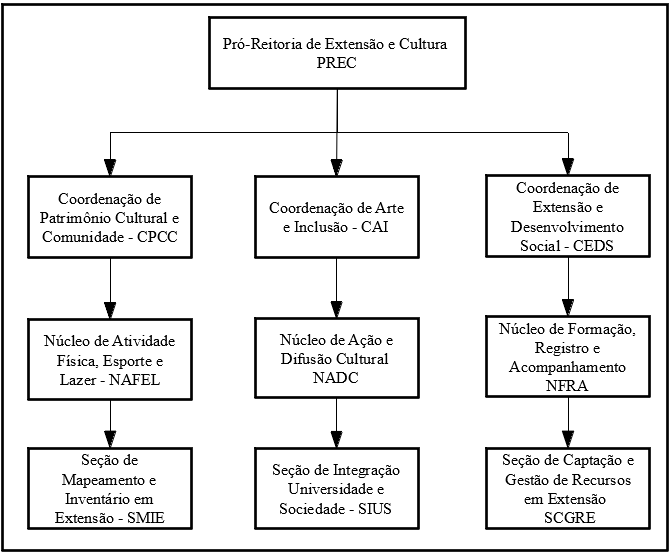 Pró-Reitoria de Extensão e Cultura
PREC
Coordenação de
Patrimônio Cultural e
Comunidade - CPCC
Coordenação de Arte
e Inclusão - CAI
Coordenação de
Extensão e
Desenvolvimento
Social - CEDS
Núcleo de Atividade
Física, Esporte e
Lazer - NAFEL
Núcleo de Ação e
Difusão Cultural
NADC
Núcleo de Formação,
Registro e
Acompanhamento
NFRA
Seção de
Mapeamento e
Inventário em
Extensão - SMIE
Seção de Integração
Universidade e
Sociedade - SIUS
Seção de Captação e
Gestão de Recursos
em Extensão
SCGRE